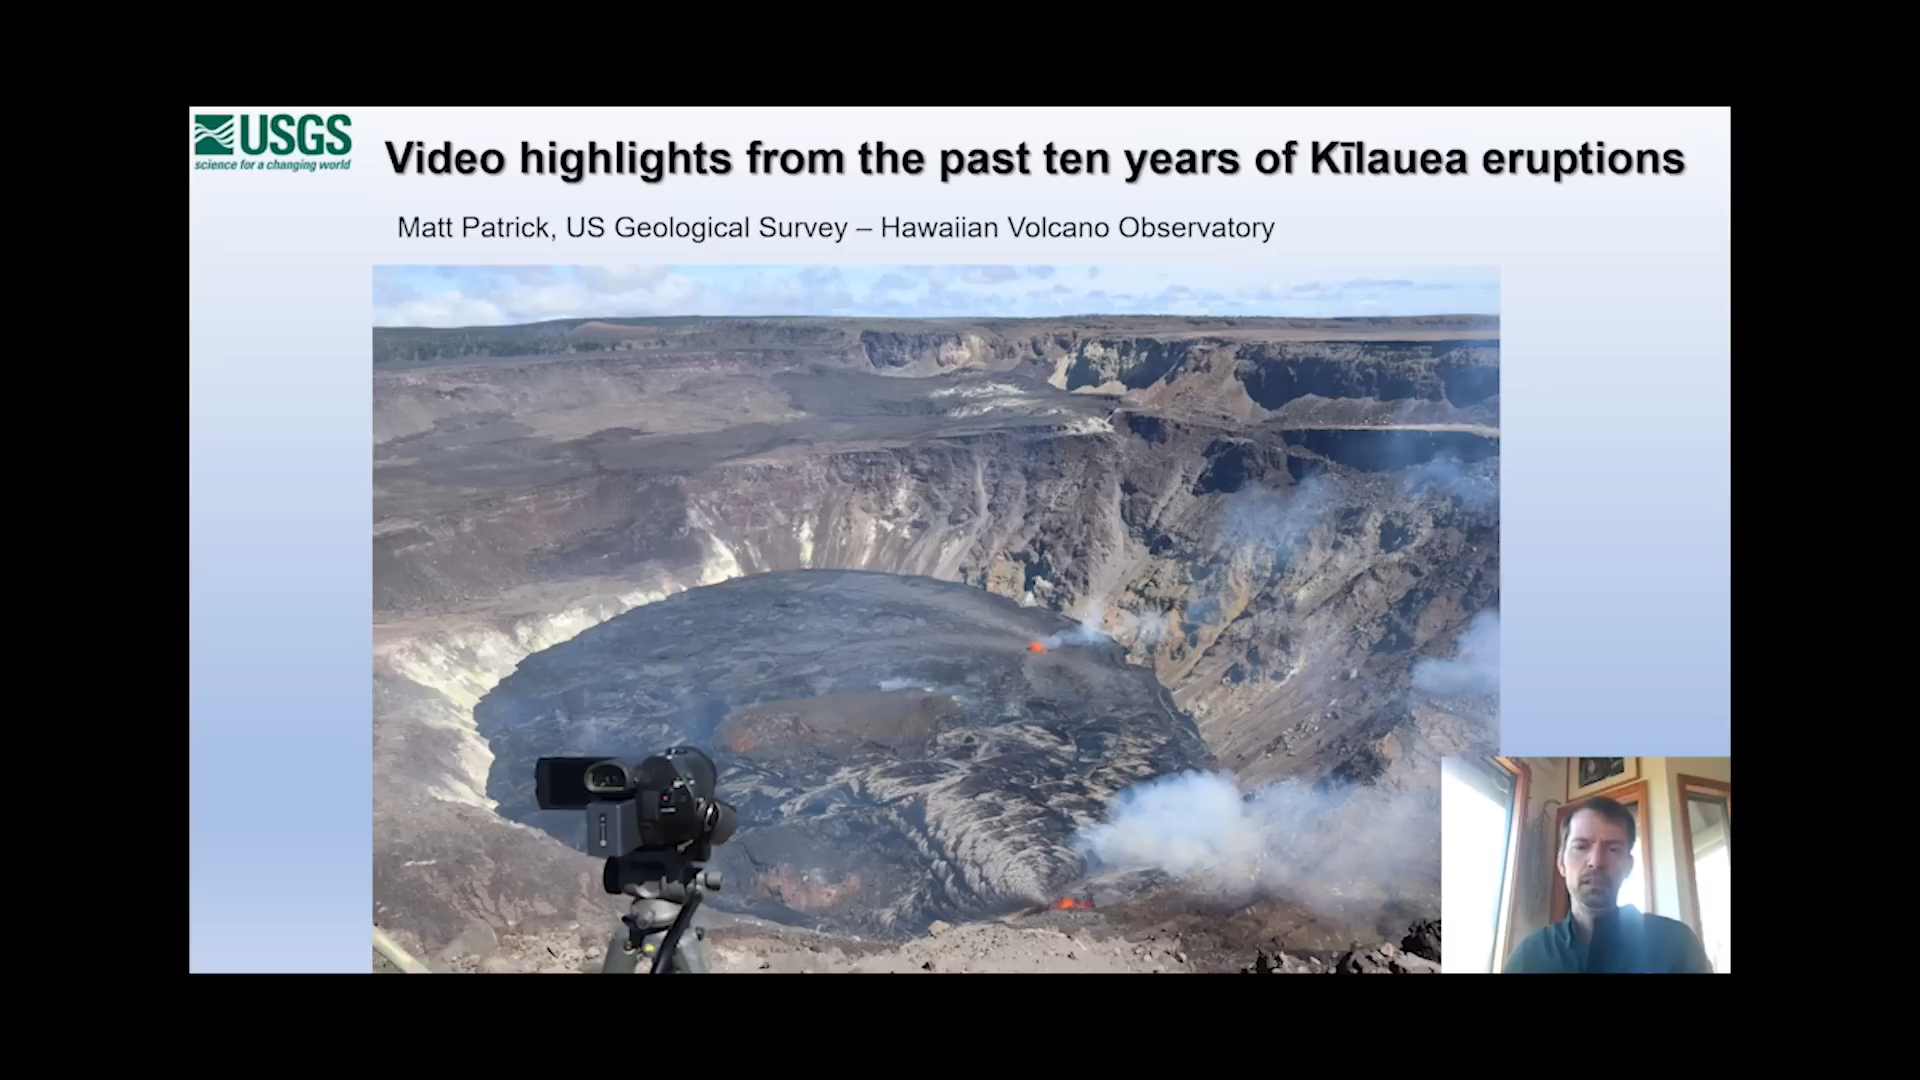 USGS
science for a changing world
Video highlights from the past ten years of Kīlauea eruptions
Matt Patrick, US Geological Survey – Hawaiian Volcano Observatory